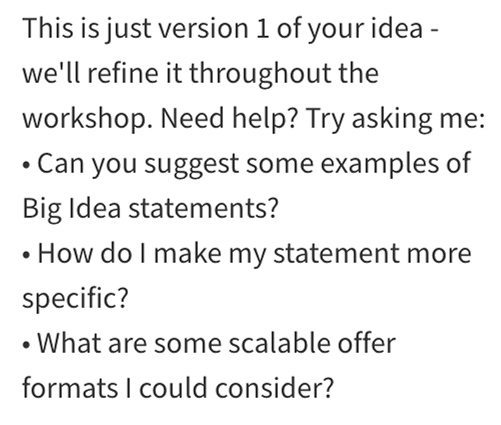 This is just version 1 of your idea -
we'll refine it throughout the
workshop. Need help? Try asking me:
• Can you suggest some examples of
Big Idea statements?
• How do I make my statement more
specific?
• What are some scalable offer
formats I could consider?